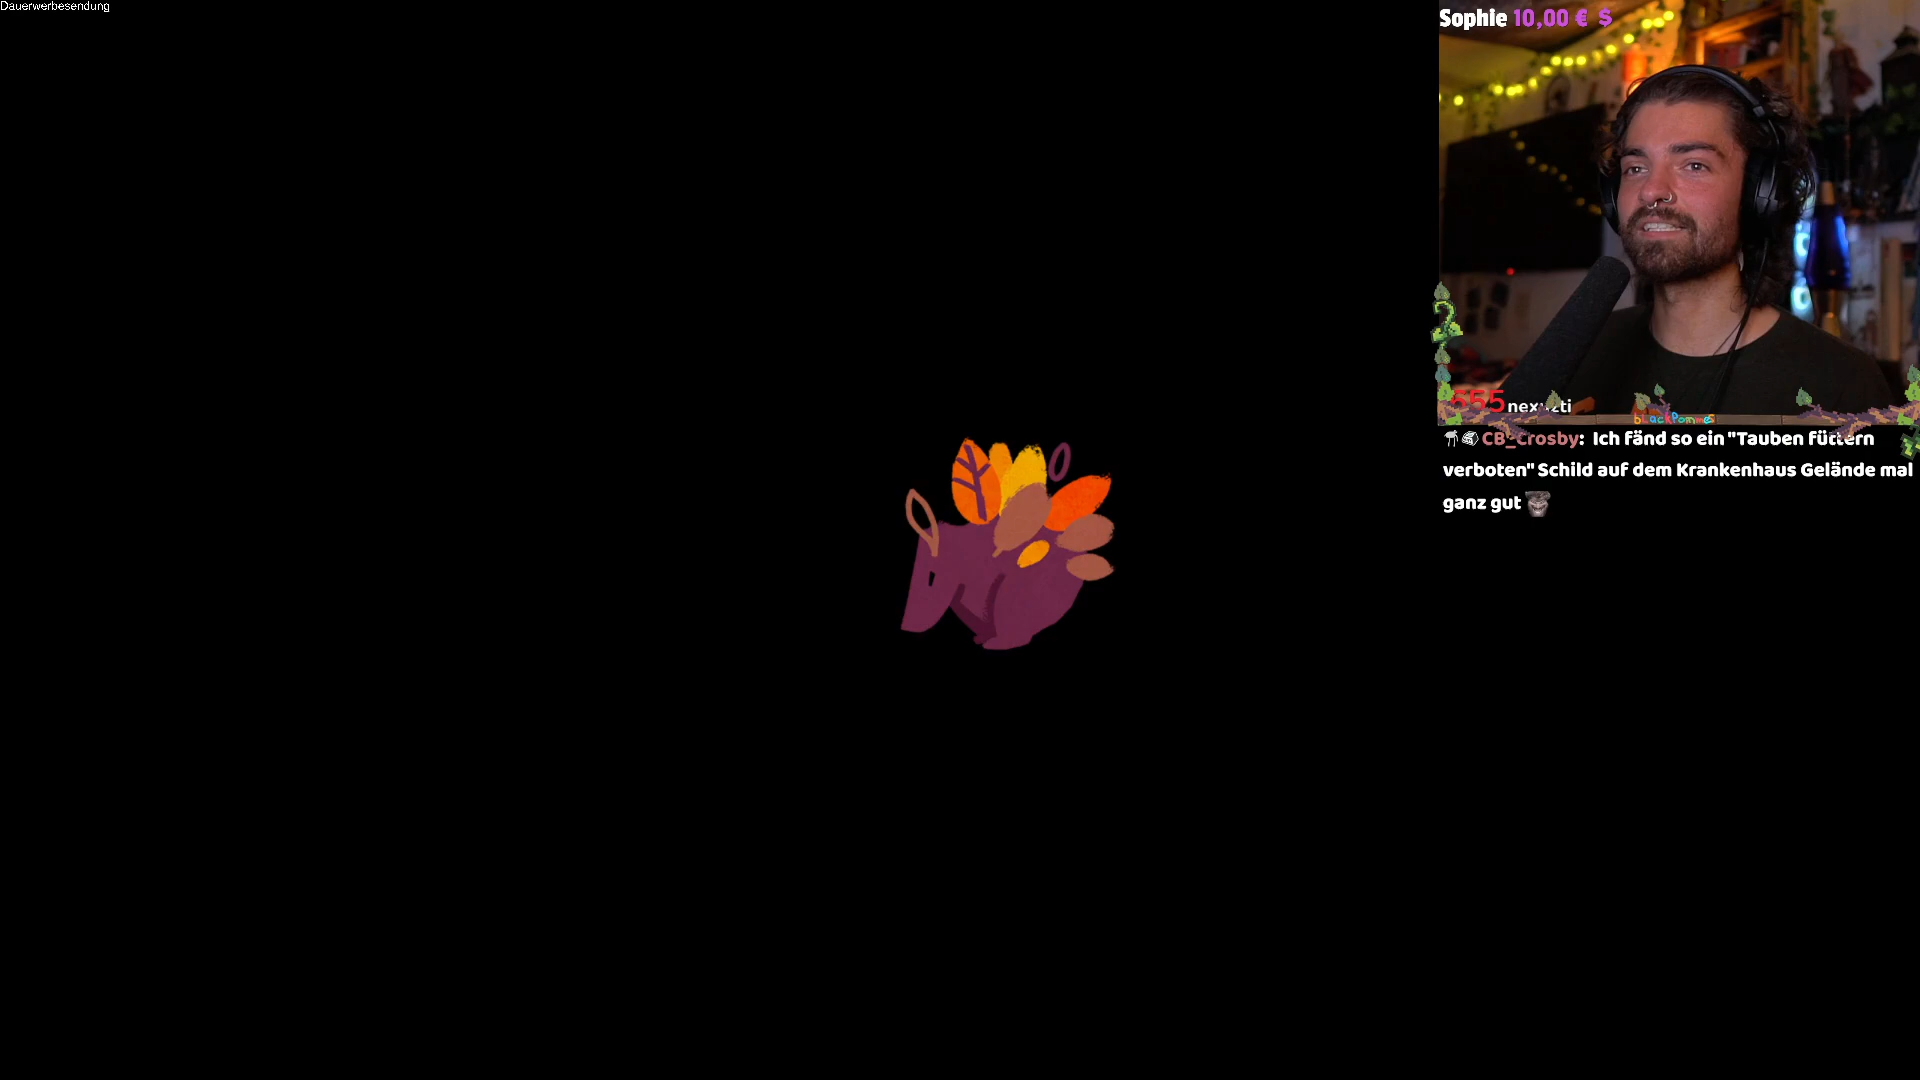 Dauerwerbesendung
Sophie 10,00 € $
blackPommes
CB_Crosby: Ich fänd so ein "Tauben füttern
verboten" Schild auf dem Krankenhaus Gelände mal
ganz gut